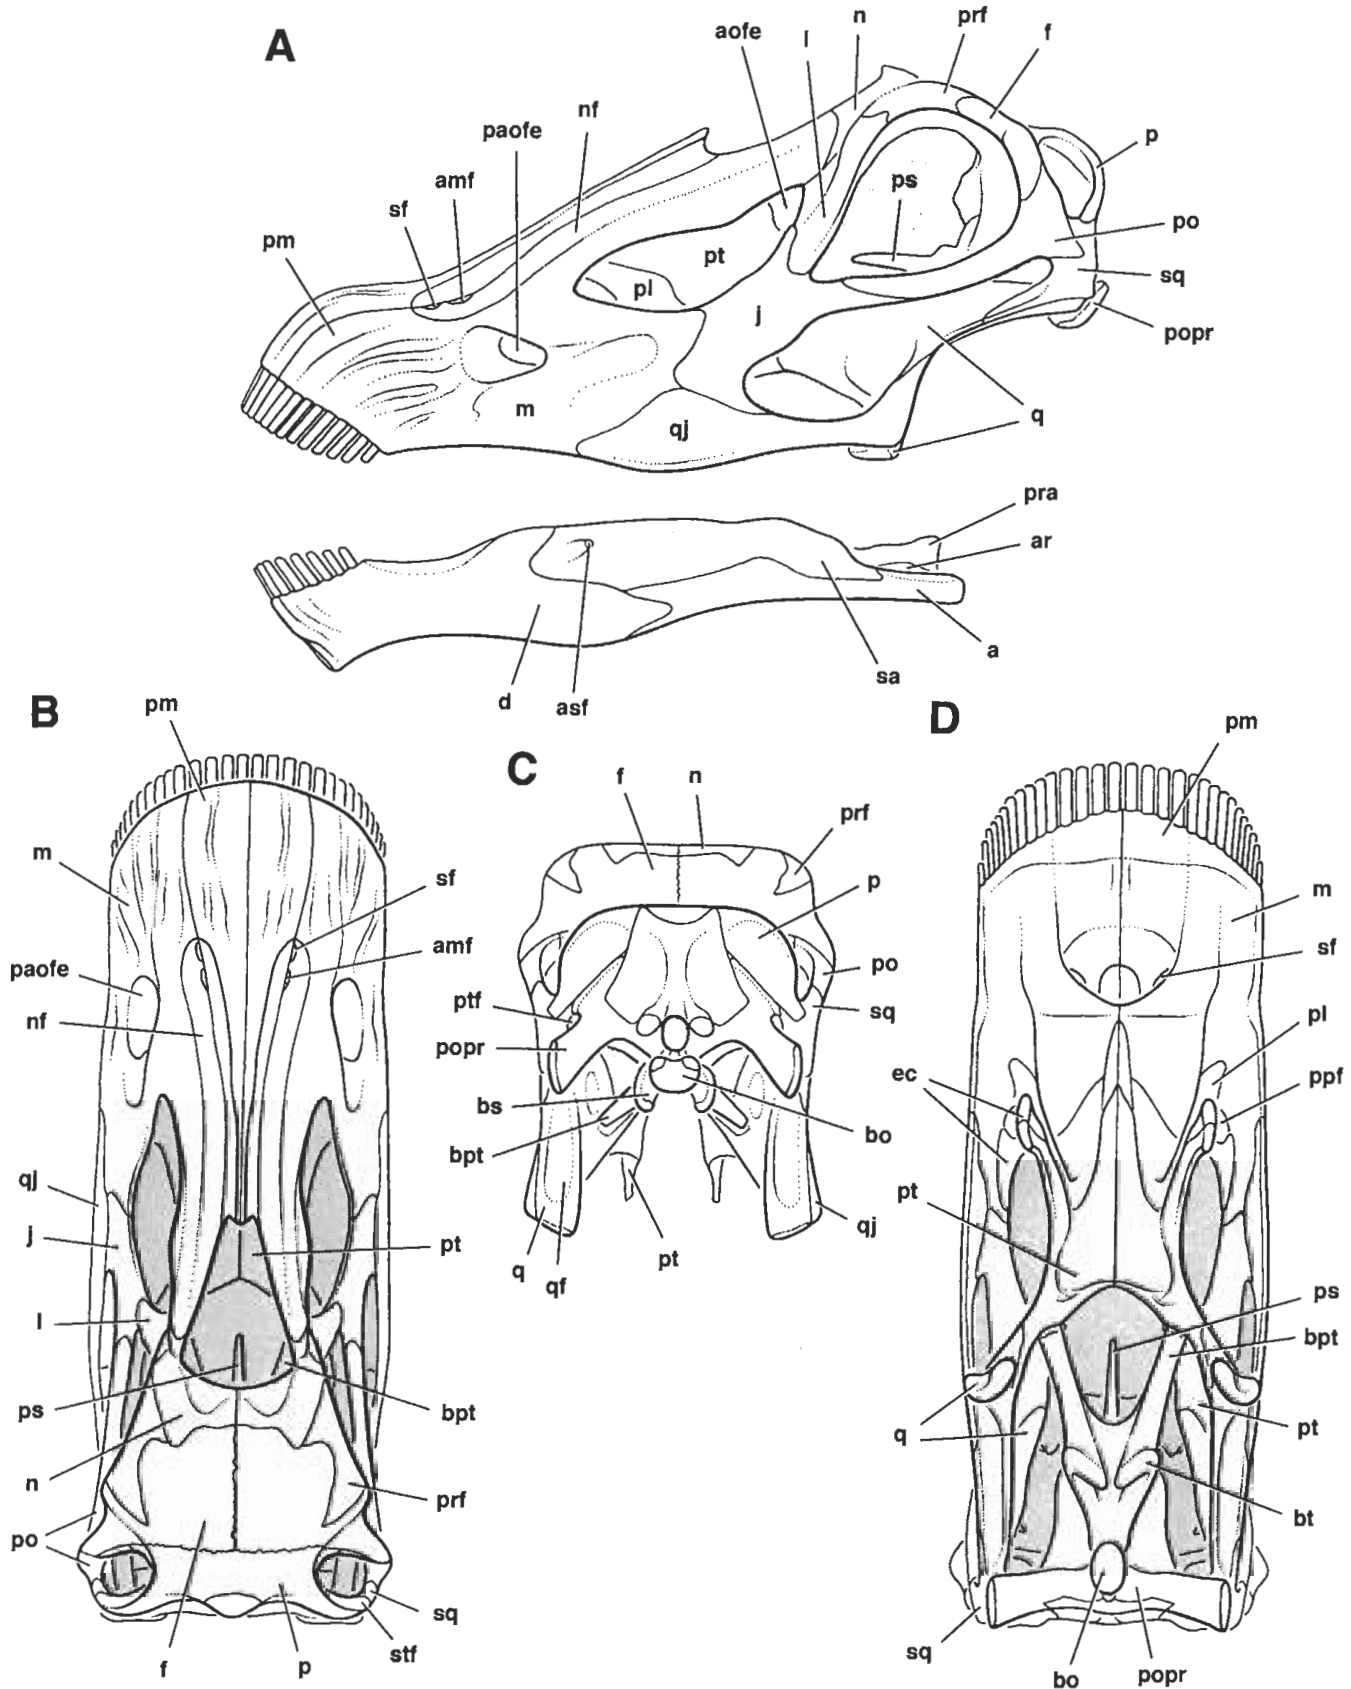 A
aofe
l
n
prf
f
nf
paofe
amf
sf
pm
p
ps
po
pt
sq
pl
j
popr
m
qj
q
pra
ar
a
sa
d
asf
B
pm
m
sf
amf
paofe
nf
qj
j
pt
l
ps
bpt
n
prf
po
sq
stf
f
p
C
f
n
prf
p
po
ptf
sq
popr
bs
bo
bpt
q
qf
pt
qj
D
pm
m
sf
pl
ec
ppf
pt
ps
bpt
q
pt
bt
sq
bo
popr